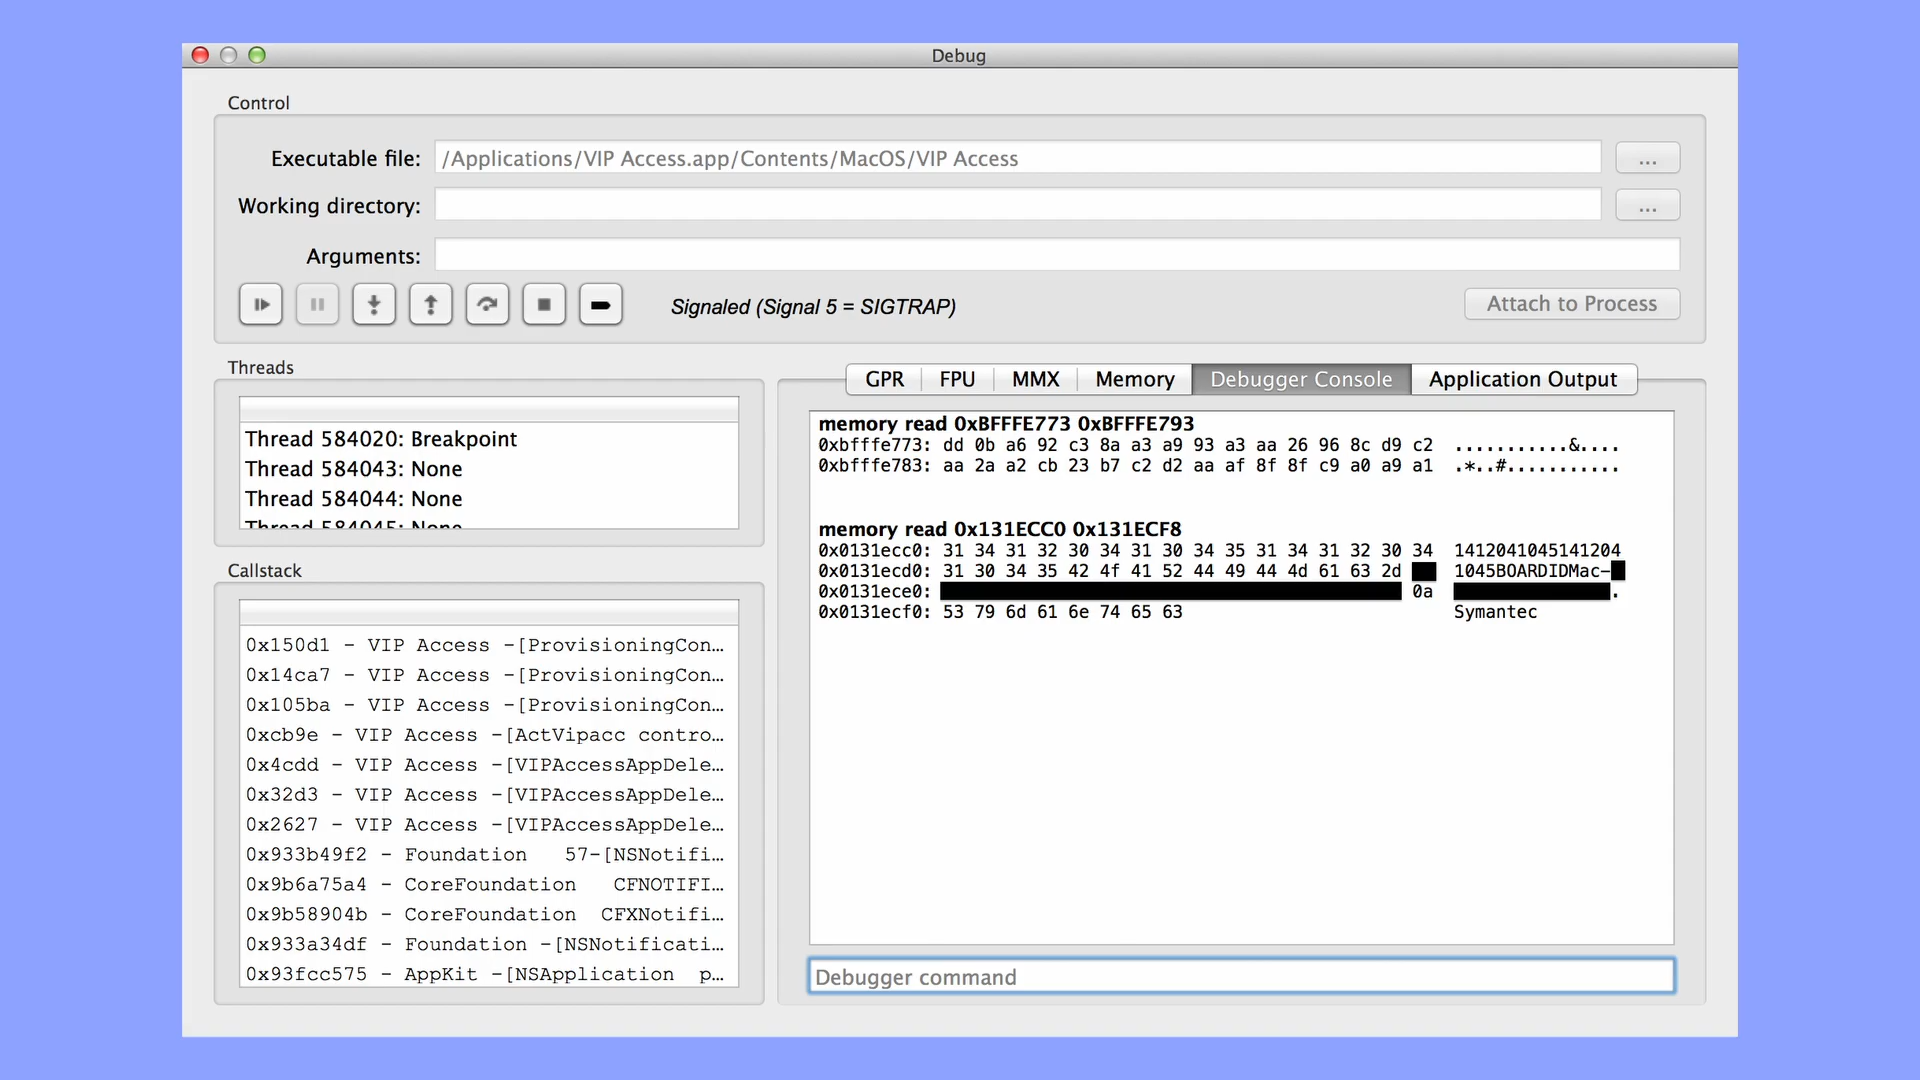 Debug
Control
Executable file: /Applications/VIP Access.app/Contents/MacOS/VIP Access ...
Working directory: ...
Arguments:
Signaled (Signal 5 = SIGTRAP) Attach to Process
Threads
Thread 584020: Breakpoint
Thread 584043: None
Thread 584044: None
Thread 584045: None
Callstack
0x150d1 - VIP Access -[ProvisioningCon…
0x14ca7 - VIP Access -[ProvisioningCon…
0x105ba - VIP Access -[ProvisioningCon…
0xcb9e - VIP Access -[ActVipacc contro…
0x4cdd - VIP Access -[VIPAccessAppDele…
0x32d3 - VIP Access -[VIPAccessAppDele…
0x2627 - VIP Access -[VIPAccessAppDele…
0x933b49f2 - Foundation   57-[NSNotifi…
0x9b6a75a4 - CoreFoundation   CFNOTIFI…
0x9b58904b - CoreFoundation  CFXNotifi…
0x933a34df - Foundation -[NSNotificati…
0x93fcc575 - AppKit -[NSApplication  p…
GPR FPU MMX Memory Debugger Console Application Output
memory read 0xBFFFE773 0xBFFFE793
0xbfffe773: dd 0b a6 92 c3 8a a3 a9 93 a3 aa 26 96 8c d9 c2  ...........&....
0xbfffe783: aa 2a a2 cb 23 b7 c2 d2 aa af 8f 8f c9 a0 a9 a1  .*..#...........
memory read 0x131ECC0 0x131ECF8
0x0131ecc0: 31 34 31 32 30 34 31 30 34 35 31 34 31 32 30 34  1412041045141204
0x0131ecd0: 31 30 34 35 42 4f 41 52 44 49 44 4d 61 63 2d  1045BOARDIDMac-
0x0131ece0: 0a .
0x0131ecf0: 53 79 6d 61 6e 74 65 63  Symantec
Debugger command